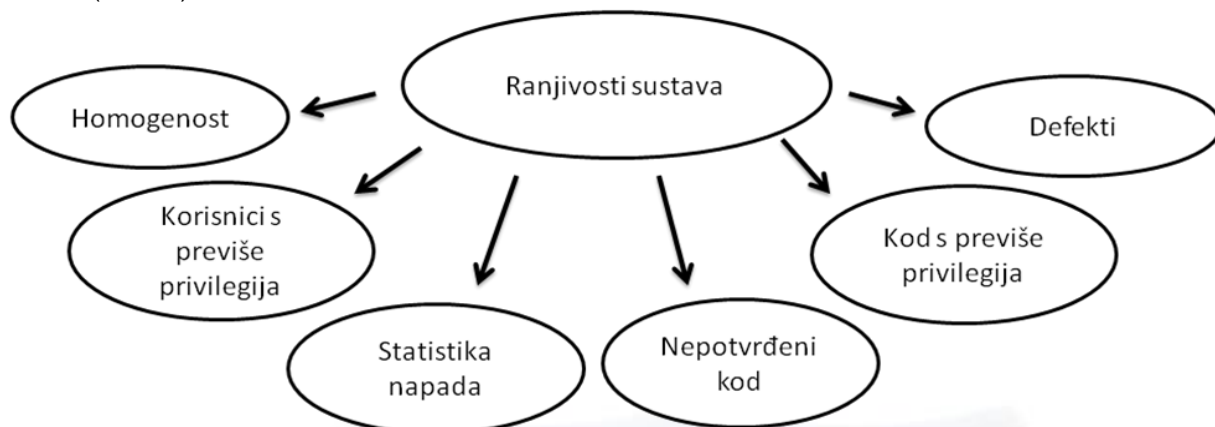 Ranjivosti sustava
Homogenost
Defekti
Korisnici s
previše
privilegija
Kod s previše
privilegija
Statistika
napada
Nepotvrđeni
kod